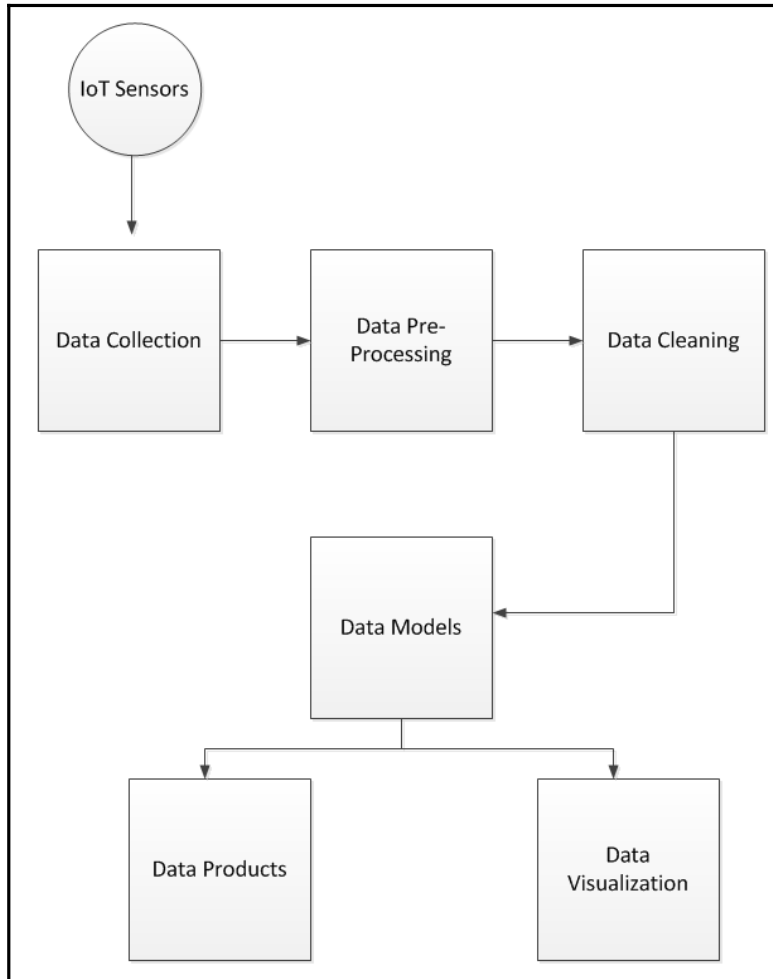 IoT Sensors
Data Collection
Data Pre-
Processing
Data Cleaning
Data Models
Data Products
Data
Visualization